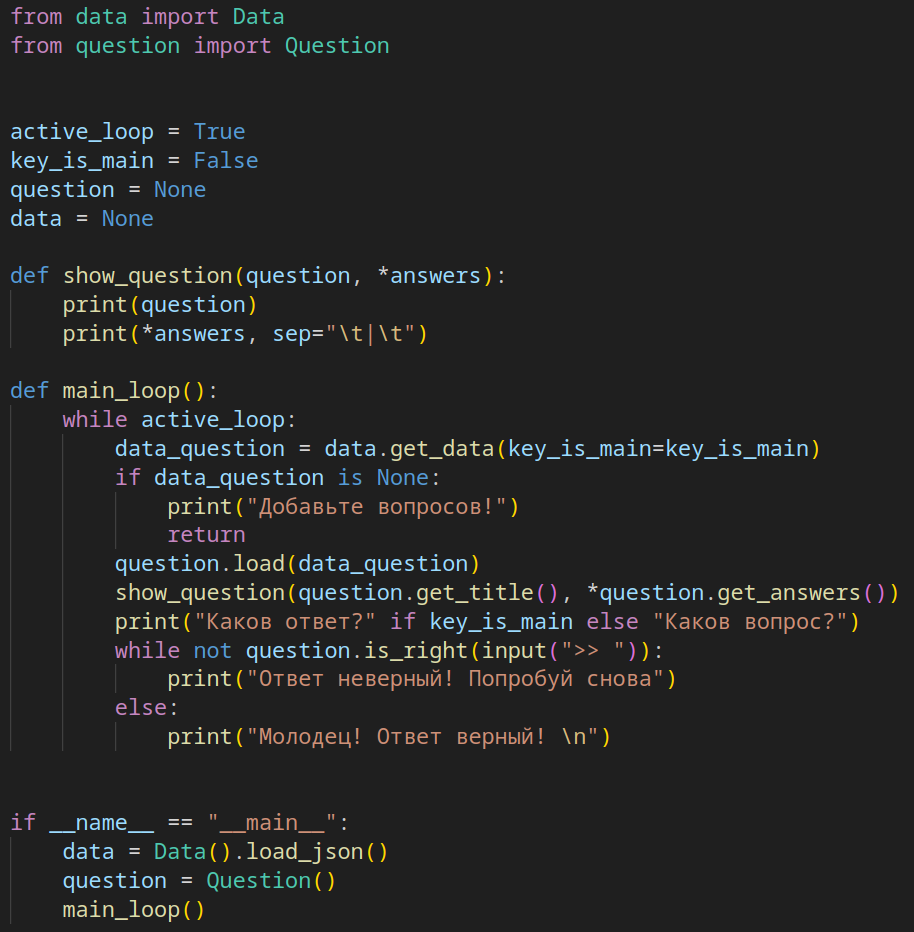 from data import Data
from question import Question
active_loop = True
key_is_main = False
question = None
data = None
def show_question(question, *answers):
    print(question)
    print(*answers, sep="\t|\t")
def main_loop():
    while active_loop:
        data_question = data.get_data(key_is_main=key_is_main)
        if data_question is None:
            print("Добавьте вопросов!")
            return
        question.load(data_question)
        show_question(question.get_title(), *question.get_answers())
        print("Каков ответ?" if key_is_main else "Каков вопрос?")
        while not question.is_right(input(">> ")):
            print("Ответ неверный! Попробуй снова")
        else:
            print("Молодец! Ответ верный! \n")
if __name__ == "__main__":
    data = Data().load_json()
    question = Question()
    main_loop()